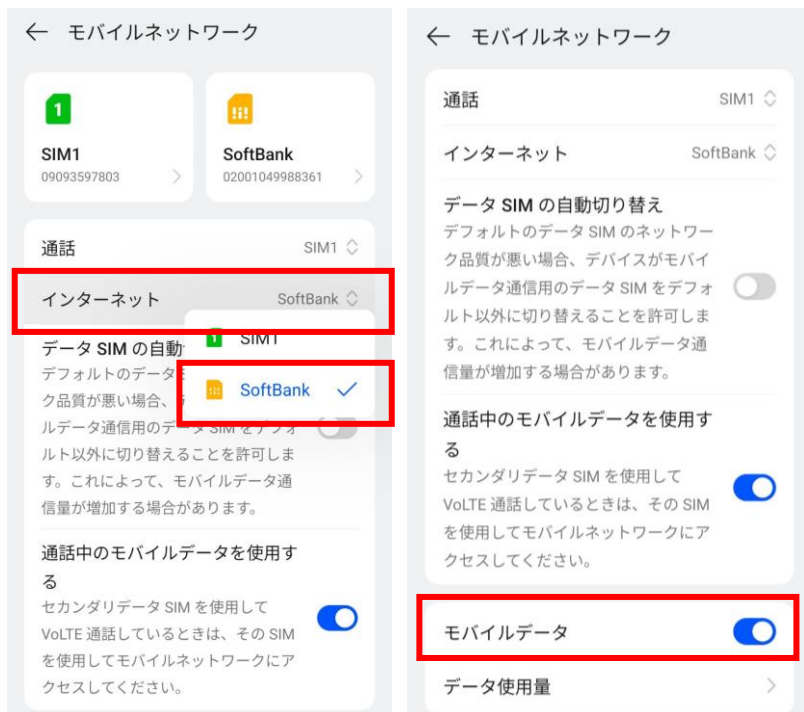 ← モバイルネットワーク
1
SIM1
09093597803
SoftBank
02001049988361
通話 SIM1
インターネット SoftBank
1 SIM1
SoftBank
データ SIM の自動
デフォルトのデータ
ク品質が悪い場合、
ルデータ通信用のデータ SIM をデフォ
ルト以外に切り替えることを許可しま
す。これによって、モバイルデータ通
信量が増加する場合があります。
通話中のモバイルデータを使用す
る
セカンダリデータ SIM を使用して
VoLTE 通話しているときは、その SIM
を使用してモバイルネットワークにア
クセスしてください。
← モバイルネットワーク
通話 SIM1
インターネット SoftBank
データ SIM の自動切り替え
デフォルトのデータ SIM のネットワー
ク品質が悪い場合、デバイスがモバイ
ルデータ通信用のデータ SIM をデフォ
ルト以外に切り替えることを許可しま
す。これによって、モバイルデータ通
信量が増加する場合があります。
通話中のモバイルデータを使用す
る
セカンダリデータ SIM を使用して
VoLTE 通話しているときは、その SIM
を使用してモバイルネットワークにア
クセスしてください。
モバイルデータ
データ使用量